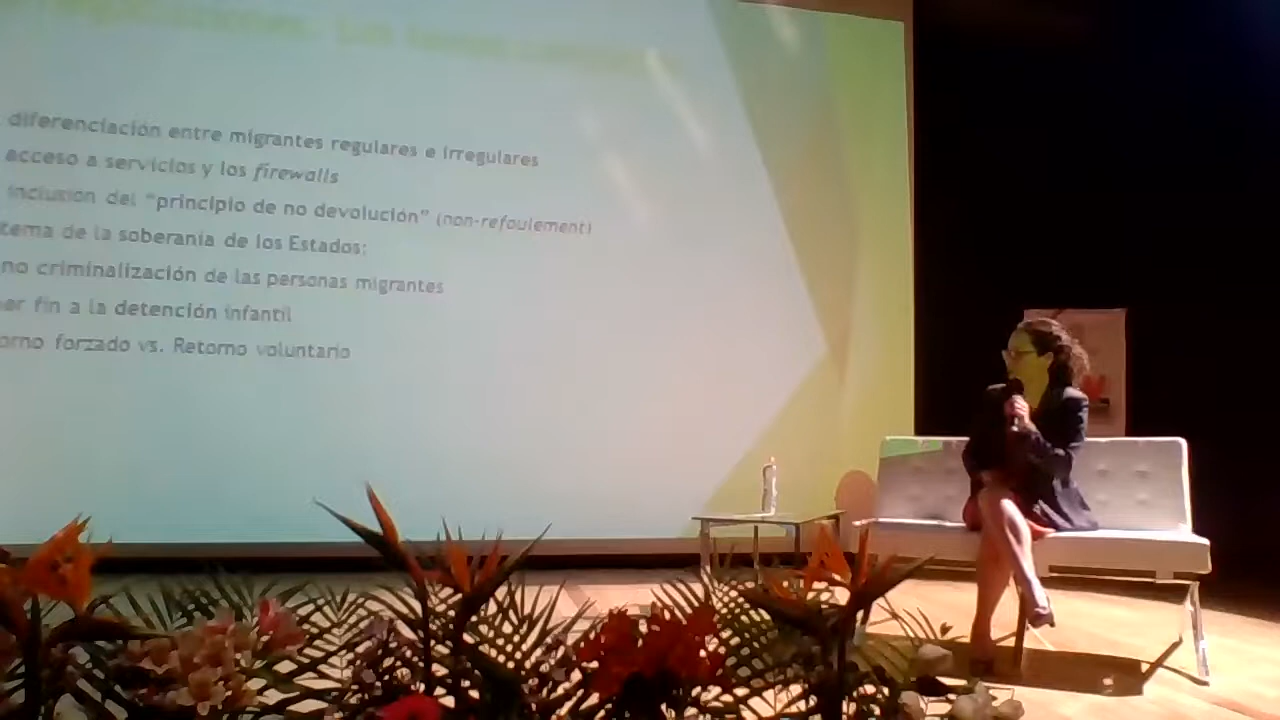 diferenciación entre migrantes regulares e irregulares
acceso a servicios y los firewalls
inclusion del "principio de no devolución" (non-refoulement)
tema de la soberanía de los Estados:
no criminalización de las personas migrantes
er fin a la detención infantil
orno forzado vs. Retorno voluntario